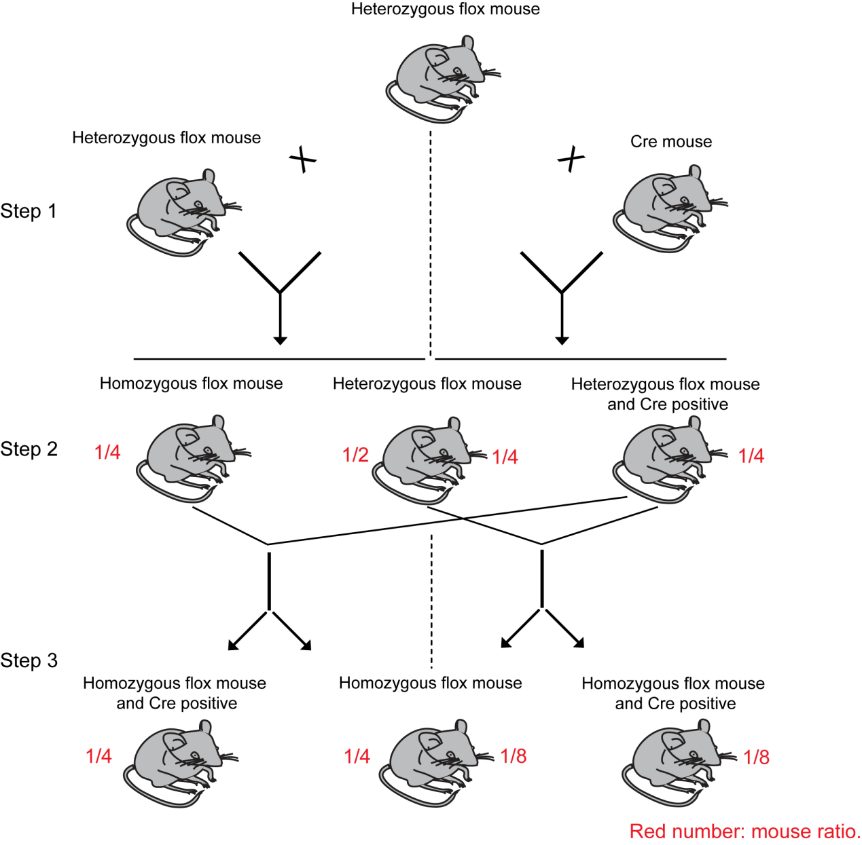 Heterozygous flox mouse
Heterozygous flox mouse
Cre mouse
Step 1
Homozygous flox mouse
Heterozygous flox mouse
Heterozygous flox mouse
and Cre positive
Step 2
1/4
1/2
1/4
1/4
Step 3
Homozygous flox mouse
and Cre positive
Homozygous flox mouse
Homozygous flox mouse
and Cre positive
1/4
1/4
1/8
1/8
Red number: mouse ratio.